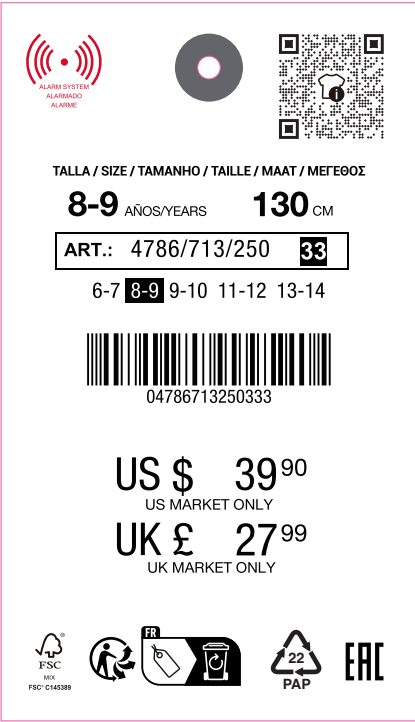 ALARM SYSTEM
ALARMADO
ALARME
TALLA / SIZE / TAMANHO / TAILLE / MAAT / ΜΕΓΕΘΟΣ
8-9 AÑOS/YEARS 130 CM
ART.: 4786/713/250 33
6-7 8-9 9-10 11-12 13-14
04786713250333
US $ 39 90
US MARKET ONLY
UK £ 27 99
UK MARKET ONLY
FR
FSC®
MIX
FSC® C145389
22
PAP
EAC